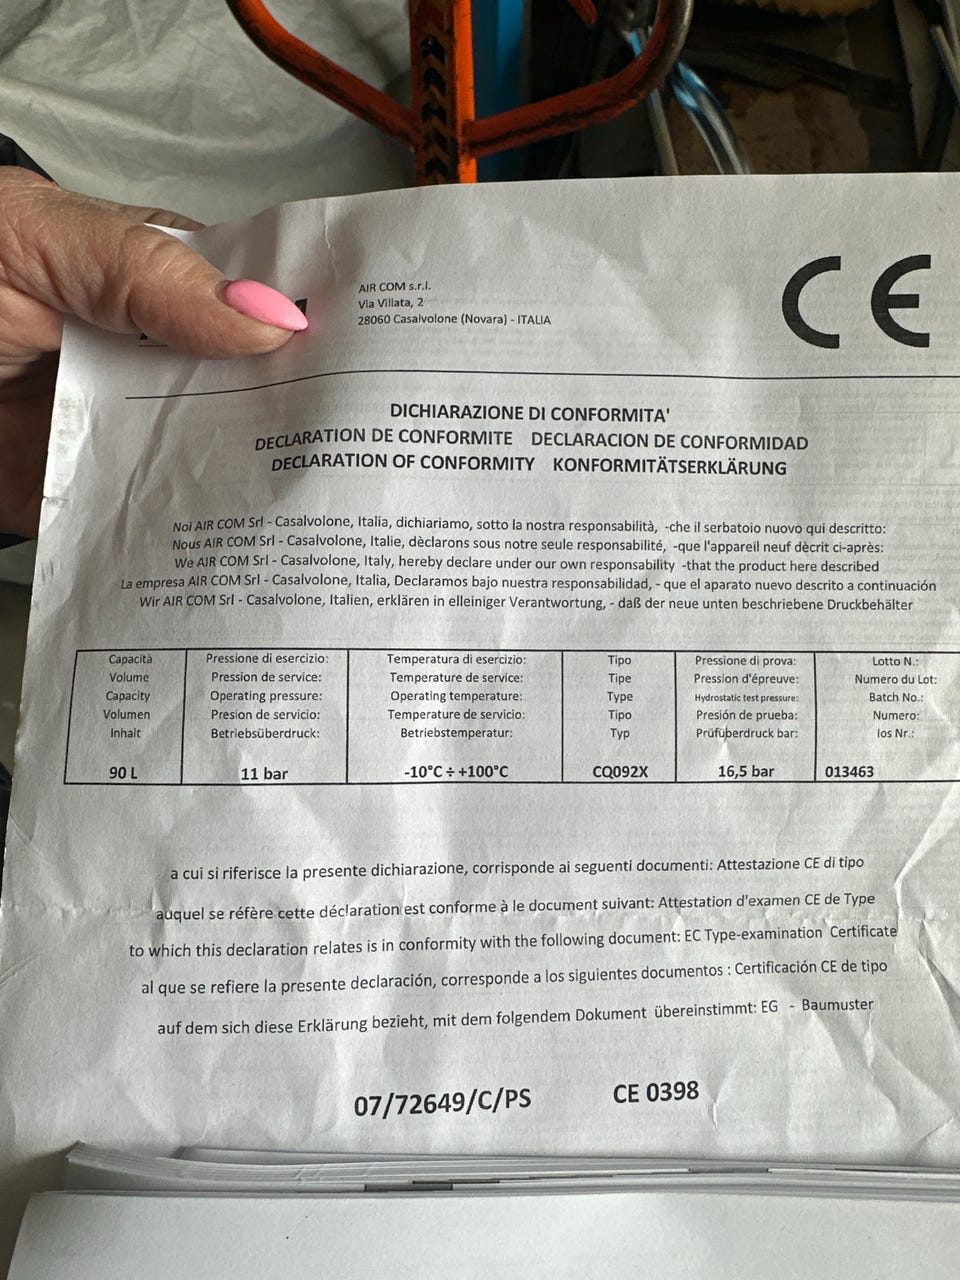 AIR COM s.r.l.
Via Villata, 2
28060 Casalvolone (Novara) - ITALIA
CE
DICHIARAZIONE DI CONFORMITA'
DECLARATION DE CONFORMITE DECLARACION DE CONFORMIDAD
DECLARATION OF CONFORMITY KONFORMITÄTSERKLÄRUNG
Noi AIR COM Srl - Casalvolone, Italia, dichiariamo, sotto la nostra responsabilità, -che il serbatoio nuovo qui descritto:
Nous AIR COM Srl - Casalvolone, Italie, dèclarons sous notre seule responsabilité, -que l'appareil neuf dècrit ci-après:
We AIR COM Srl - Casalvolone, Italy, hereby declare under our own responsability -that the product here described
La empresa AIR COM Srl - Casalvolone, Italia, Declaramos bajo nuestra responsabilidad, - que el aparato nuevo descrito a continuación
Wir AIR COM Srl - Casalvolone, Italien, erklären in elleiniger Verantwortung, - daß der neue unten beschriebene Druckbehälter
Capacità Pressione di esercizio: Temperatura di esercizio: Tipo Pressione di prova: Lotto N.:
Volume Pression de service: Temperature de service: Tipe Pression d'épreuve: Numero du Lot:
Capacity Operating pressure: Operating temperature: Type Hydrostatic test pressure: Batch No.:
Volumen Presion de servicio: Temperature de servicio: Tipo Presión de prueba: Numero:
Inhalt Betriebsüberdruck: Betriebstemperatur: Typ Prüfüberdruck bar: los Nr.:
90 L 11 bar -10°C ÷ +100°C CQ092X 16,5 bar 013463
a cui si riferisce la presente dichiarazione, corrisponde ai seguenti documenti: Attestazione CE di tipo
auquel se réfère cette déclaration est conforme à le document suivant: Attestation d'examen CE de Type
to which this declaration relates is in conformity with the following document: EC Type-examination Certificate
al que se refiere la presente declaración, corresponde a los siguientes documentos : Certificación CE de tipo
auf dem sich diese Erklärung bezieht, mit dem folgendem Dokument übereinstimmt: EG - Baumuster
07/72649/C/PS CE 0398